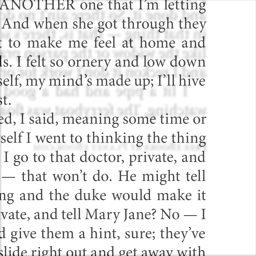 ANOTHER one that I'm letting
And when she got through they
to make me feel at home and
ds. I felt so ornery and low down
self, my mind's made up; I'll hive
st.
ed, I said, meaning some time or
self I went to thinking the thing
I go to that doctor, private, and
— that won't do. He might tell
ng and the duke would make it
vate, and tell Mary Jane? No — I
d give them a hint, sure; they've
slide right out and get away with